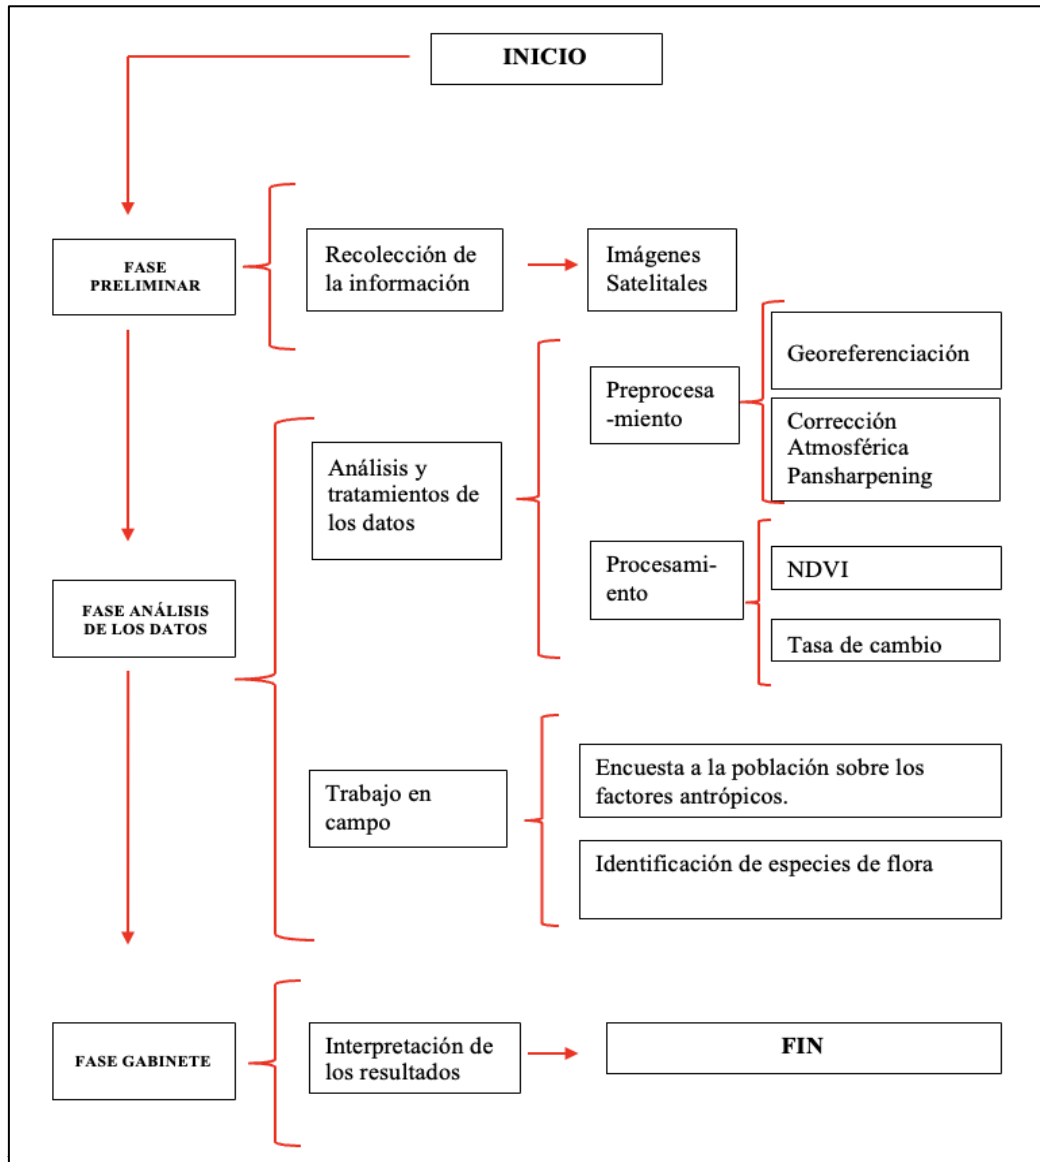 INICIO
FASE
PRELIMINAR
Recolección de
la información
Imágenes
Satelitales
Georeferenciación
Preprocesa
-miento
Corrección
Atmosférica
Pansharpening
Análisis y
tratamientos de
los datos
Procesami-
ento
NDVI
Tasa de cambio
FASE ANÁLISIS
DE LOS DATOS
Trabajo en
campo
Encuesta a la población sobre los
factores antrópicos.
Identificación de especies de flora
FASE GABINETE
Interpretación de
los resultados
FIN